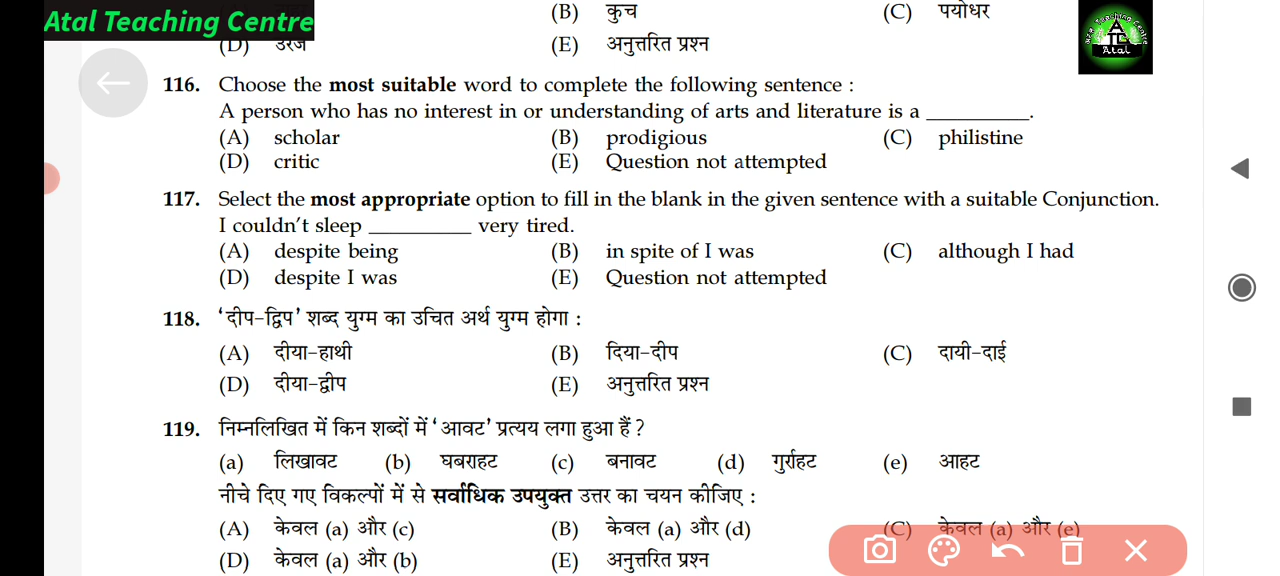 Atal Teaching Centre
(B) कुच (C) पयोधर
(D) उरज (E) अनुत्तरित प्रश्न
Atal
116. Choose the most suitable word to complete the following sentence :
A person who has no interest in or understanding of arts and literature is a __________.
(A) scholar (B) prodigious (C) philistine
(D) critic (E) Question not attempted
117. Select the most appropriate option to fill in the blank in the given sentence with a suitable Conjunction.
I couldn't sleep __________ very tired.
(A) despite being (B) in spite of I was (C) although I had
(D) despite I was (E) Question not attempted
118. 'दीप-द्विप' शब्द युग्म का उचित अर्थ युग्म होगा :
(A) दीया-हाथी (B) दिया-दीप (C) दायी-दाई
(D) दीया-द्वीप (E) अनुत्तरित प्रश्न
119. निम्नलिखित में किन शब्दों में 'आवट' प्रत्यय लगा हुआ हैं ?
(a) लिखावट (b) घबराहट (c) बनावट (d) गुर्राहट (e) आहट
नीचे दिए गए विकल्पों में से सर्वाधिक उपयुक्त उत्तर का चयन कीजिए :
(A) केवल (a) और (c) (B) केवल (a) और (d) (C) केवल (a) और (e)
(D) केवल (a) और (b) (E) अनुत्तरित प्रश्न